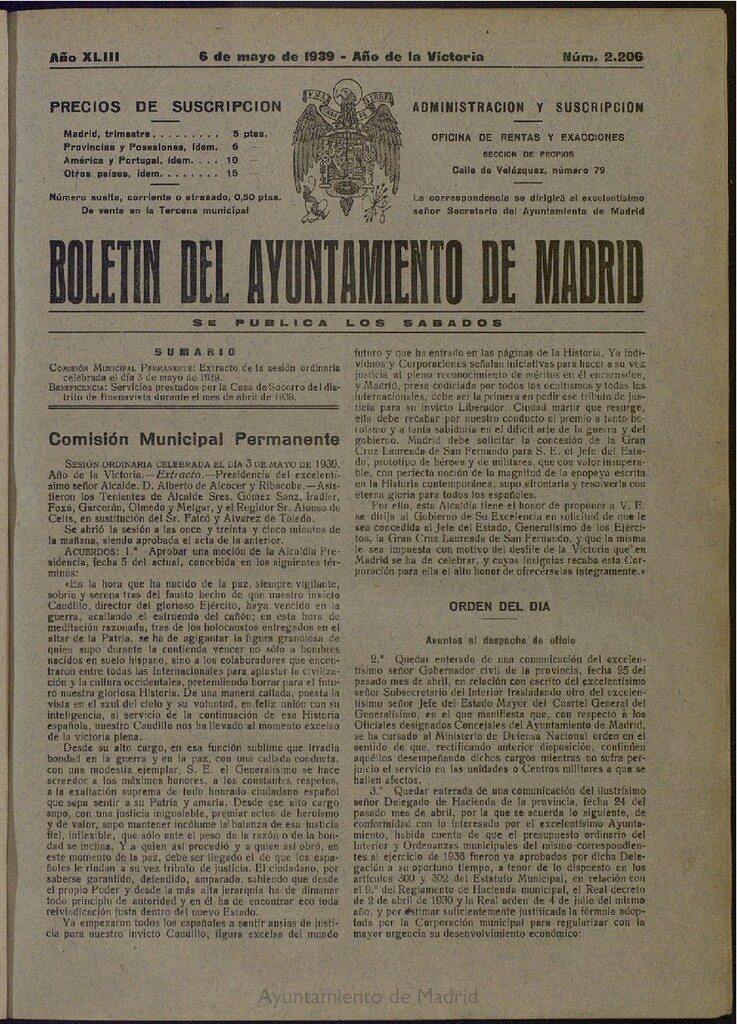 Año XLIII 6 de mayo de 1939 - Año de la Victoria Núm. 2.206
PRECIOS DE SUSCRIPCION
Madrid, trimestre . . . . . . . . . 5 ptas.
Provincias y Posesiones, ídem. 6 —
América y Portugal, ídem. . . . 10 —
Otros países, ídem. . . . . . . . 15 —
Número suelto, corriente o atrasado, 0,50 ptas.
De venta en la Tercena municipal
ADMINISTRACION Y SUSCRIPCION
OFICINA DE RENTAS Y EXACCIONES
SECCION DE PROPIOS
Calle de Velázquez, número 79
La correspondencia se dirigirá al excelentísimo
señor Secretario del Ayuntamiento de Madrid
BOLETIN DEL AYUNTAMIENTO DE MADRID
SE PUBLICA LOS SABADOS
SUMARIO
COMISIÓN MUNICIPAL PERMANENTE: Extracto de la sesión ordinaria
celebrada el día 3 de mayo de 1939.
BENEFICENCIA: Servicios prestados por la Casa de Socorro del dis-
trito de Buenavista durante el mes de abril de 1939.
Comisión Municipal Permanente
SESIÓN ORDINARIA CELEBRADA EL DÍA 3 DE MAYO DE 1939.
Año de la Victoria.—Extracto.—Presidencia del excelentí-
simo señor Alcalde, D. Alberto de Alcocer y Ribacoba.—Asis-
tieron los Tenientes de Alcalde Sres. Gómez Sanz, Iradier,
Foxá, Garcerán, Olmedo y Melgar, y el Regidor Sr. Alonso de
Celis, en sustitución del Sr. Falcó y Alvarez de Toledo.
Se abrió la sesión a las once y treinta y cinco minutos de
la mañana, siendo aprobada el acta de la anterior.
ACUERDOS: 1.º Aprobar una moción de la Alcaldía Pre-
sidencia, fecha 5 del actual, concebida en los siguientes tér-
minos:
«En la hora que ha nacido de la paz, siempre vigilante,
sobria y serena tras del fausto hecho de que nuestro invicto
Caudillo, director del glorioso Ejército, haya vencido en la
guerra, acallando el estruendo del cañón; en esta hora de
meditación razonada, tras de los holocaustos entregados en el
altar de la Patria, se ha de agigantar la figura grandiosa de
quien supo durante la contienda vencer no sólo a hombres
nacidos en suelo hispano, sino a los colaboradores que encon-
traron entre todas las Internacionales para aplastar la civiliza-
ción y la cultura occidentales, pretendiendo borrar para el futu-
ro nuestra gloriosa Historia. De una manera callada, puesta la
vista en el azul del cielo y su voluntad, en feliz unión con su
inteligencia, al servicio de la continuación de esa Historia
española, nuestro Caudillo nos ha llevado al momento excelso
de la victoria plena.
Desde su alto cargo, en esa función sublime que irradia
bondad en la guerra y en la paz, con una callada conducta,
con una modestia ejemplar, S. E. el Generalísimo se hace
acreedor a los máximos honores, a los constantes respetos,
a la exaltación suprema de todo honrado ciudadano español
que sepa sentir a su Patria y amarla. Desde ese alto cargo
supo, con una justicia inigualable, premiar actos de heroísmo
y de valor, supo mantener incólume la balanza de esa justicia
fiel, inflexible, que sólo ante el peso de la razón o de la bon-
dad se inclina. Y a quien así procedió y a quien así obró, en
este momento de la paz, debe ser llegado el de que los espa-
ñoles le rindan a su vez tributo de justicia. El ciudadano, por
saberse garantido, defendido, amparado, sabiendo que desde
el propio Poder y desde la más alta jerarquía ha de dimanar
todo principio de autoridad y en él ha de encontrar eco toda
reivindicación justa dentro del nuevo Estado.
Ya empezaron todos los españoles a sentir ansias de justi-
cia para nuestro invicto Caudillo, figura excelsa del mundo
futuro y que ha entrado en las páginas de la Historia. Ya indi-
viduos y Corporaciones señalan iniciativas para hacer a su vez
justicia al pleno reconocimiento de méritos en él encarnados,
y Madrid, presa codiciada por todos los ocultismos y todas las
Internacionales, debe ser la primera en pedir ese tributo de jus-
ticia para su invicto Liberador. Ciudad mártir que resurge,
ella debe recabar por nuestro conducto el premio a tanto he-
roísmo y a tanta sabiduría en el difícil arte de la guerra y del
gobierno. Madrid debe solicitar la concesión de la Gran
Cruz Laureada de San Fernando para S. E. el Jefe del Esta-
do, prototipo de héroes y de militares, que con valor insupera-
ble, con perfecta noción de la magnitud de la epopeya escrita
en la Historia contemporánea, supo afrontarla y resolverla con
eterna gloria para todos los españoles.
Por ello, esta Alcaldía tiene el honor de proponer a V. E.
se dirija al Gobierno de Su Excelencia en solicitud de que le
sea concedida al Jefe del Estado, Generalísimo de los Ejérci-
tos, la Gran Cruz Laureada de San Fernando, y que la misma
le sea impuesta con motivo del desfile de la Victoria que en
Madrid se ha de celebrar, y cuyas insignias recaba esta Cor-
poración para ella el alto honor de ofrecérselas íntegramente.»
ORDEN DEL DIA
Asuntos al despacho de oficio
2.º Quedar enterada de una comunicación del excelen-
tísimo señor Gobernador civil de la provincia, fecha 25 del
pasado mes de abril, en relación con escrito del excelentísimo
señor Subsecretario del Interior trasladando otro del excelen-
tísimo señor Jefe del Estado Mayor del Cuartel General del
Generalísimo, en el que manifiesta que, con respecto a los
Oficiales designados Concejales del Ayuntamiento de Madrid,
se ha cursado al Ministerio de Defensa Nacional orden en el
sentido de que, rectificando anterior disposición, continúen
aquéllos desempeñando dichos cargos mientras no sufra per-
juicio el servicio en las unidades o Centros militares a que se
hallen afectos.
3.º Quedar enterada de una comunicación del ilustrísimo
señor Delegado de Hacienda de la provincia, fecha 24 del
pasado mes de abril, por la que se acuerda lo siguiente, de
conformidad con lo interesado por el excelentísimo Ayunta-
miento, habida cuenta de que el presupuesto ordinario del
Interior y Ordenanzas municipales del mismo correspondien-
tes al ejercicio de 1936 fueron ya aprobados por dicha Dele-
gación a su oportuno tiempo, a tenor de lo dispuesto en los
artículos 300 y 302 del Estatuto Municipal, en relación con
el 9.º del Reglamento de Hacienda municipal, el Real decreto
de 2 de abril de 1930 y la Real orden de 4 de julio del mismo
año, y por estimar suficientemente justificada la fórmula adop-
tada por la Corporación municipal para regularizar con la
mayor urgencia su desenvolvimiento económico:
Ayuntamiento de Madrid